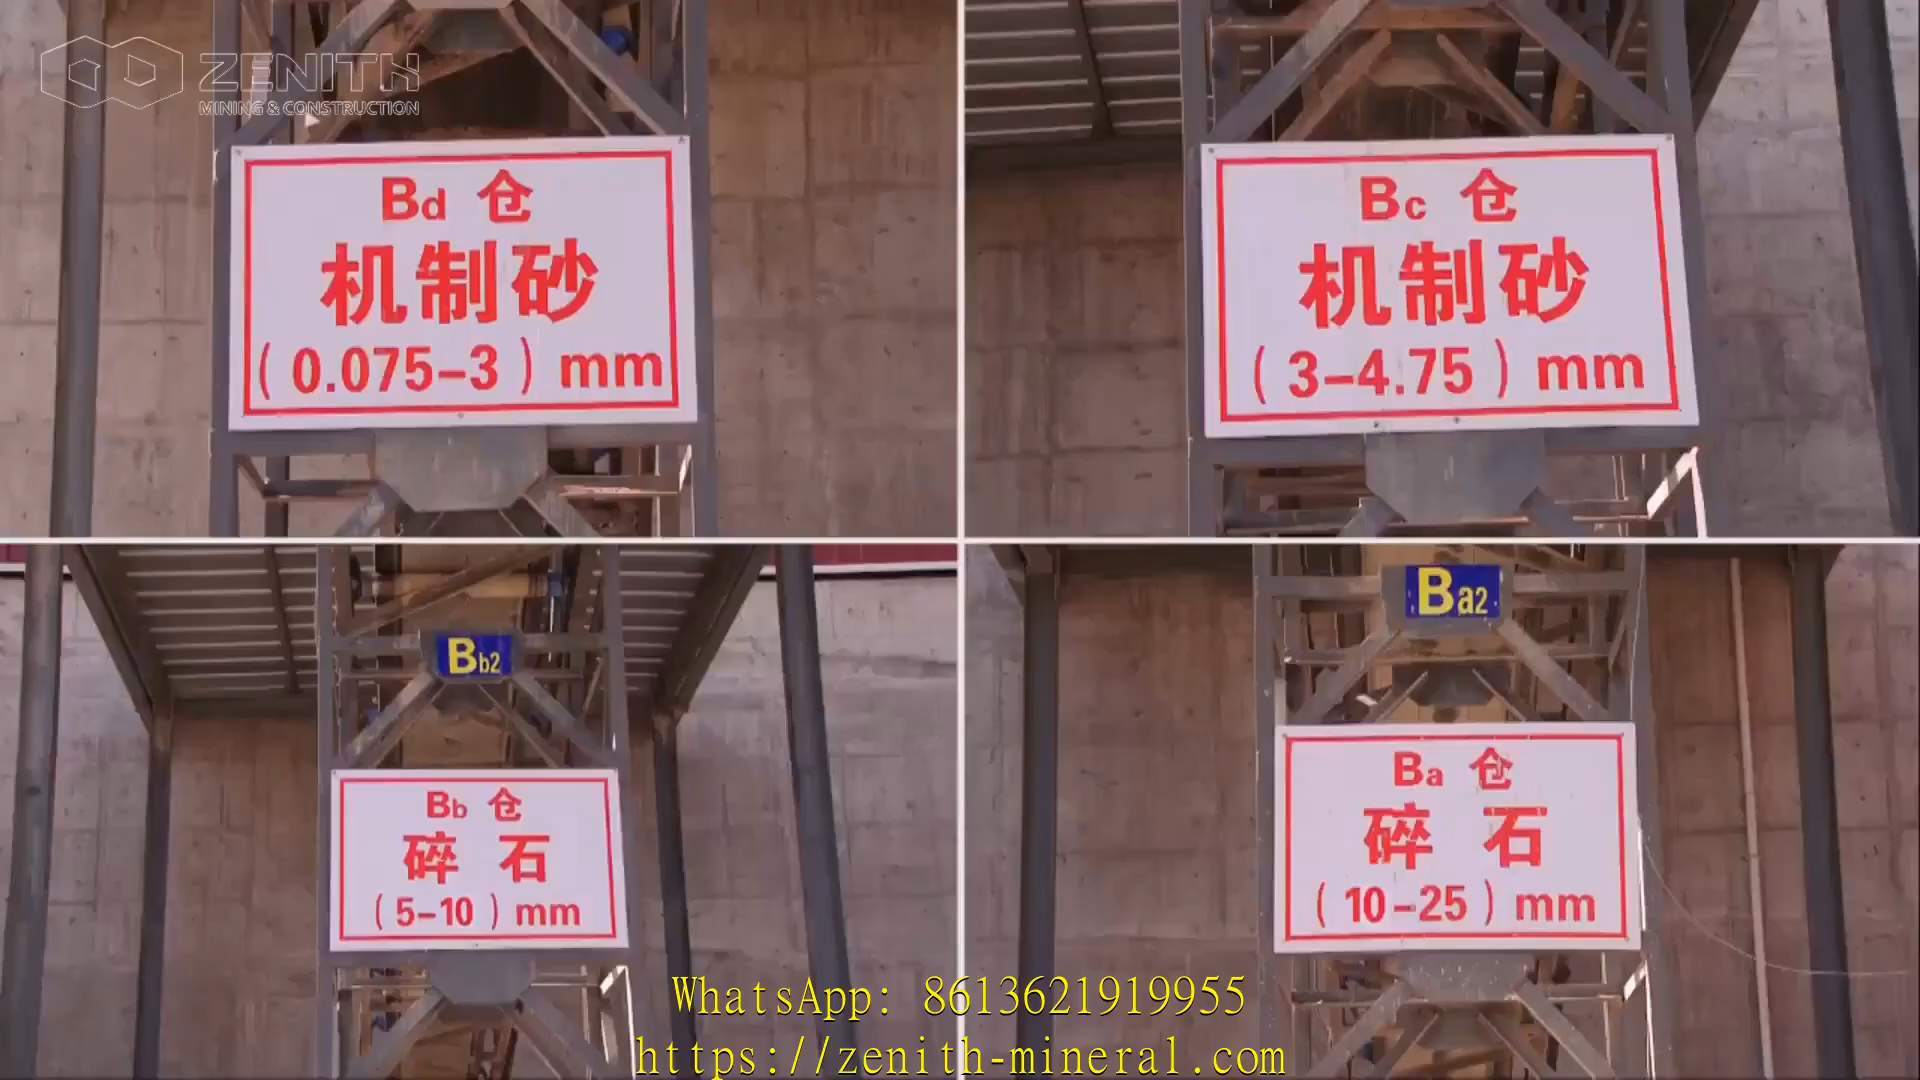 ZENITH
MINING & CONSTRUCTION
Bd 仓
机制砂
(0.075-3) mm
Bc 仓
机制砂
(3-4.75) mm
Bb2
Bb 仓
碎 石
(5-10) mm
Ba2
Ba 仓
碎 石
(10-25) mm
WhatsApp: 8613621919955
https://zenith-mineral.com